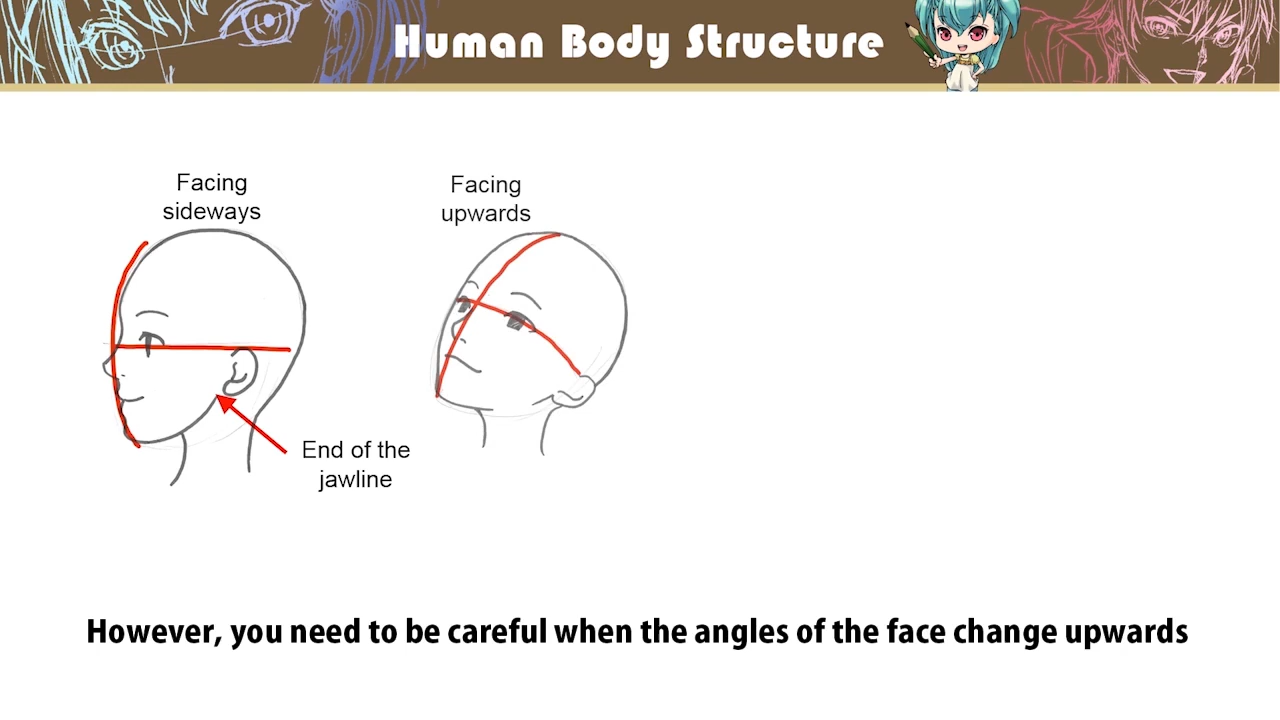 Human Body Structure
Facing
sideways
Facing
upwards
End of the
jawline
However, you need to be careful when the angles of the face change upwards